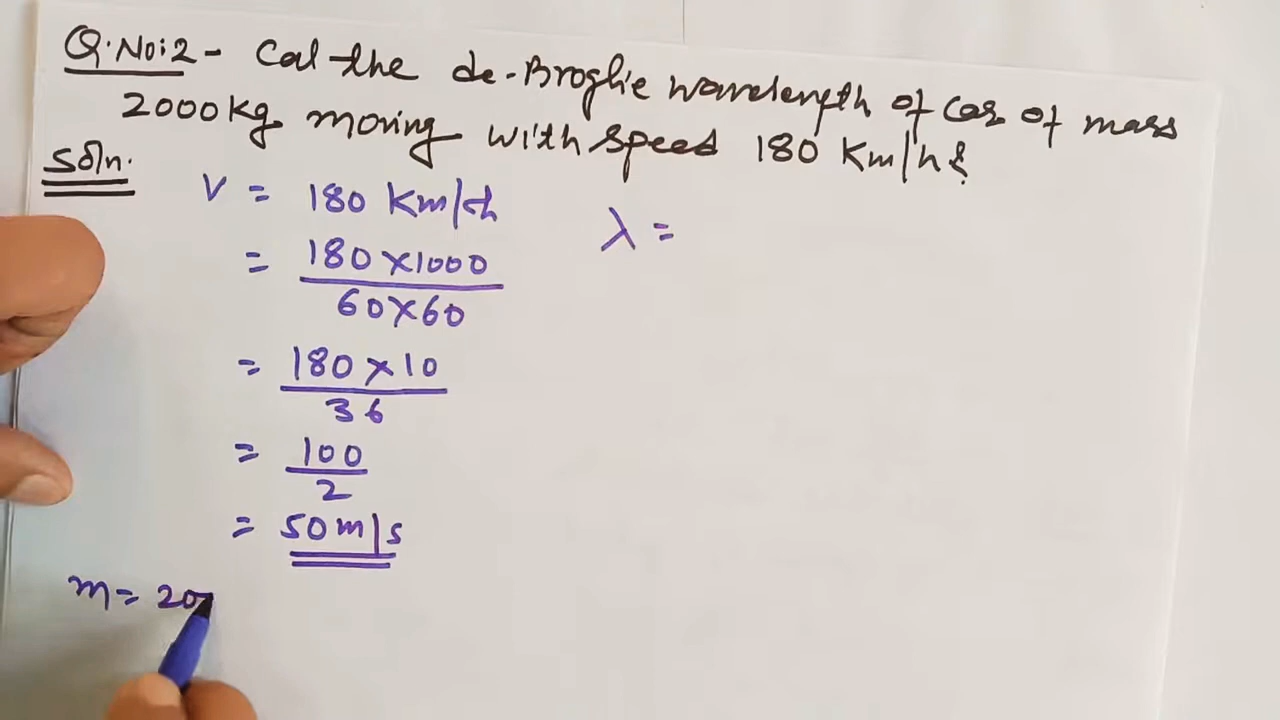 Q.No:2- Cal the de-Broglie wavelength of Car of mass
2000kg moving with speed 180 Km/h?
Soln.
V = 180 Km/h
= 180×1000
60×60
= 180×10
36
= 100
2
= 50m/s
m= 20
λ =